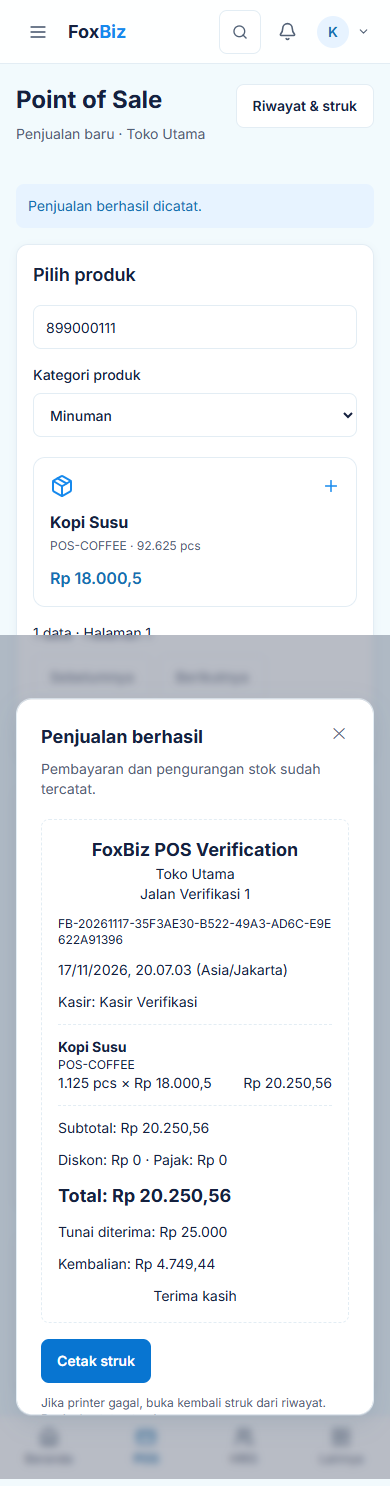 FoxBiz
K
Point of Sale
Riwayat & struk
Penjualan baru · Toko Utama
Penjualan berhasil dicatat.
Pilih produk
899000111
Kategori produk
Minuman
Kopi Susu
POS-COFFEE · 92.625 pcs
Rp 18.000,5
1 data · Halaman 1
Sebelumnya Berikutnya
Penjualan berhasil
Pembayaran dan pengurangan stok sudah
tercatat.
FoxBiz POS Verification
Toko Utama
Jalan Verifikasi 1
FB-20261117-35F3AE30-B522-49A3-AD6C-E9E
622A91396
17/11/2026, 20.07.03 (Asia/Jakarta)
Kasir: Kasir Verifikasi
Kopi Susu
POS-COFFEE
1.125 pcs × Rp 18.000,5 Rp 20.250,56
Subtotal: Rp 20.250,56
Diskon: Rp 0 · Pajak: Rp 0
Total: Rp 20.250,56
Tunai diterima: Rp 25.000
Kembalian: Rp 4.749,44
Terima kasih
Cetak struk
Jika printer gagal, buka kembali struk dari riwayat.
Beranda POS Lainnya